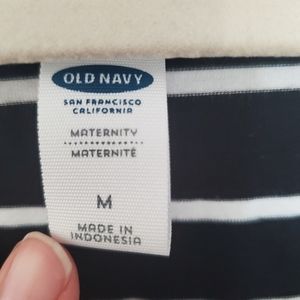 OLD NAVY
SAN FRANCISCO
CALIFORNIA
MATERNITY
MATERNITÉ
M
MADE IN
INDONESIA